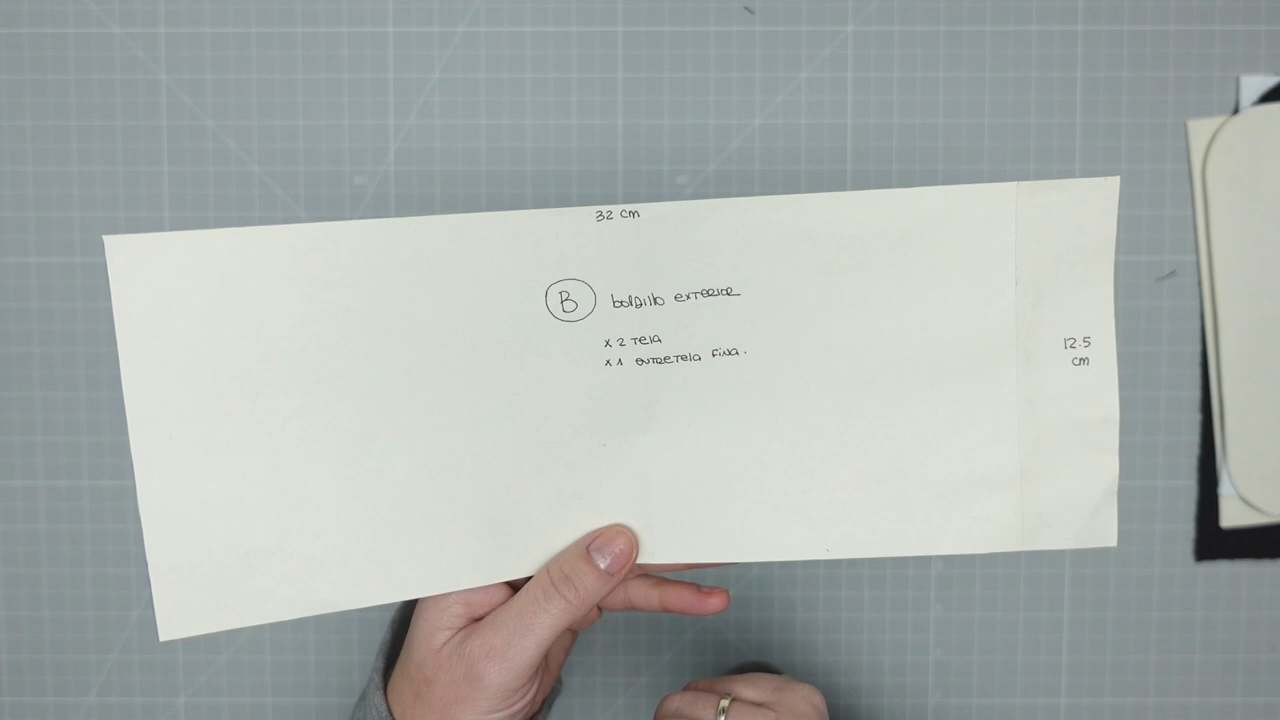 32 cm
B bolsillo exterior
x 2 tela
x 1 entretela fina.
12.5
cm